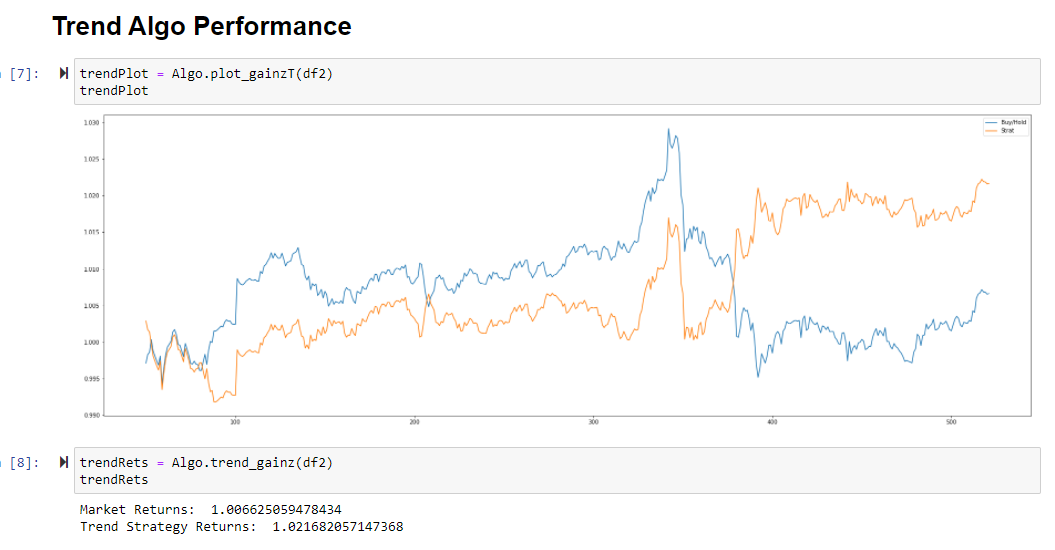 Trend Algo Performance
[7]:
trendPlot = Algo.plot_gainzT(df2)
trendPlot
1.030
1.025
1.020
1.015
1.010
1.005
1.000
0.995
0.990
100 200 300 400 500
Buy/Hold
Strat
[8]:
trendRets = Algo.trend_gainz(df2)
trendRets
Market Returns:  1.006625059478434
Trend Strategy Returns:  1.021682057147368